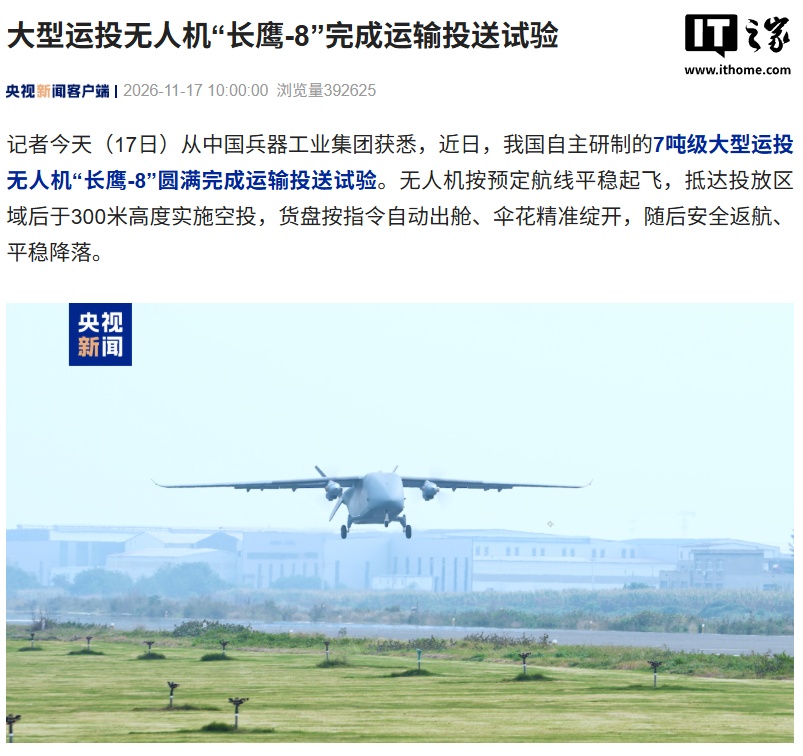 大型运投无人机“长鹰-8”完成运输投送试验
IT之家
www.ithome.com
央视新闻客户端 | 2026-11-17 10:00:00 浏览量392625
记者今天（17日）从中国兵器工业集团获悉，近日，我国自主研制的7吨级大型运投
无人机“长鹰-8”圆满完成运输投送试验。无人机按预定航线平稳起飞，抵达投放区
域后于300米高度实施空投，货盘按指令自动出舱、伞花精准绽开，随后安全返航、
平稳降落。
央视
新闻